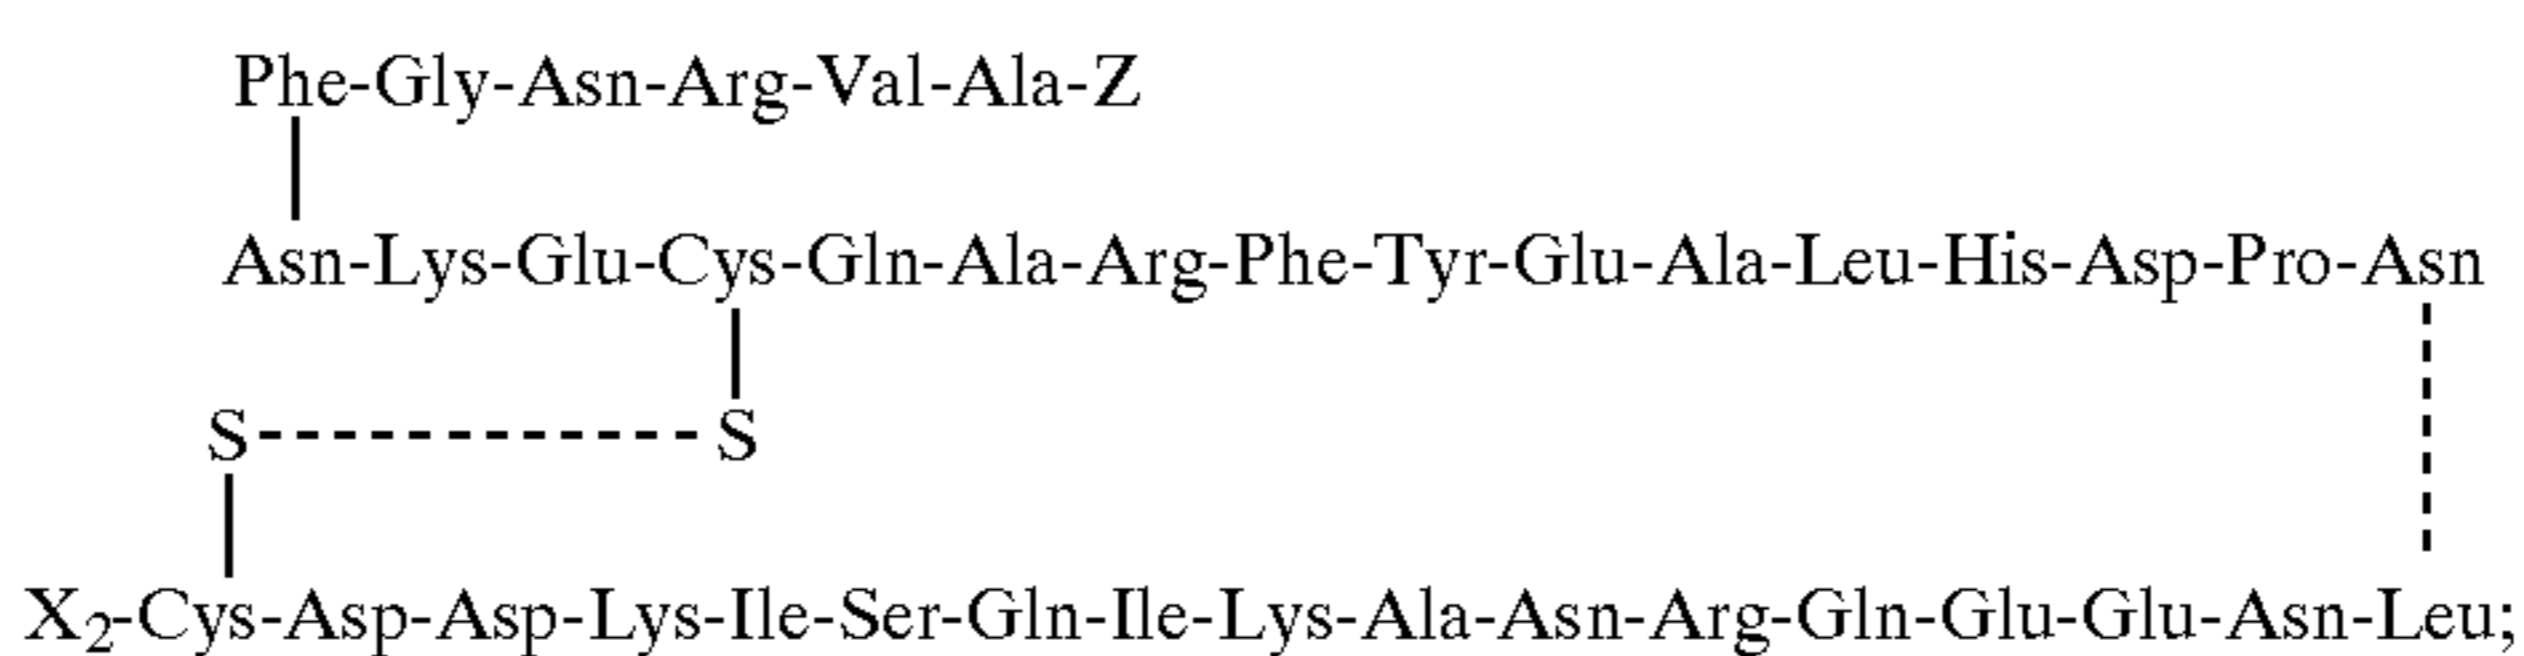 Phe-Gly-Asn-Arg-Val-Ala-Z
Asn-Lys-Glu-Cys-Gln-Ala-Arg-Phe-Tyr-Glu-Ala-Leu-His-Asp-Pro-Asn
S S
X₂-Cys-Asp-Asp-Lys-Ile-Ser-Gln-Ile-Lys-Ala-Asn-Arg-Gln-Glu-Glu-Asn-Leu;